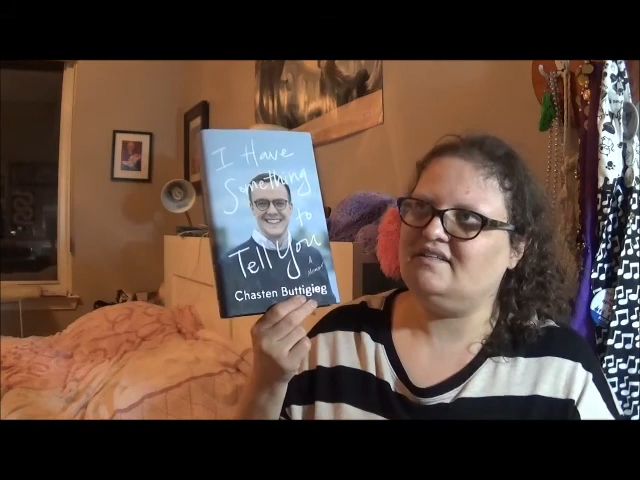 I Have
Something
to
Tell You
A Memoir
Chasten Buttigieg